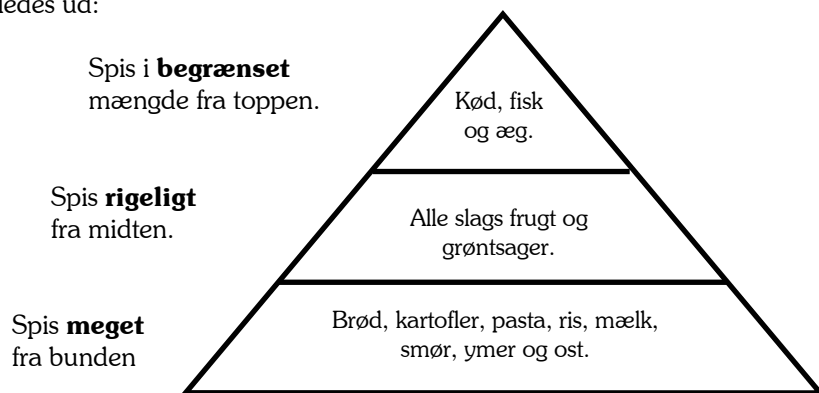 ledes ud:
Spis i begrænset
mængde fra toppen.
Kød, fisk
og æg.
Spis rigeligt
fra midten.
Alle slags frugt og
grøntsager.
Spis meget
fra bunden
Brød, kartofler, pasta, ris, mælk,
smør, ymer og ost.